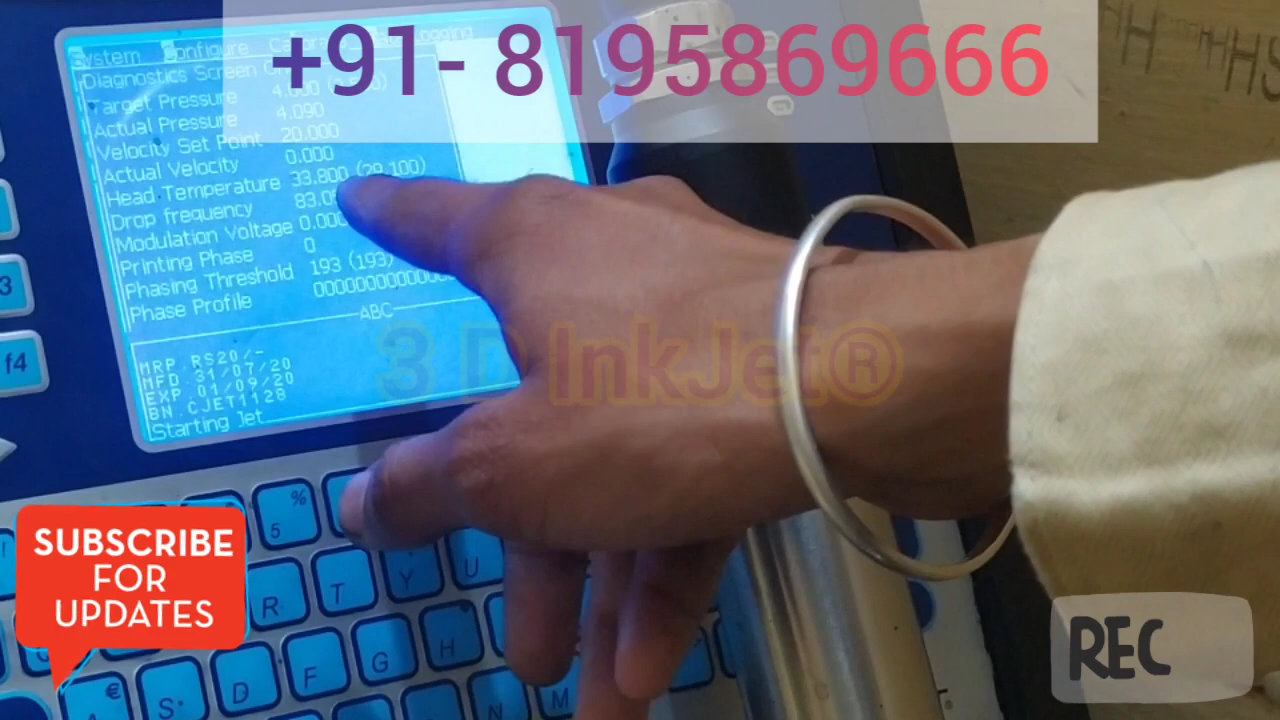 +91- 8195869666
System Configure
Diagnostics Screen
Target Pressure
Actual Pressure 4.090
Velocity Set Point 20.000
Actual Velocity 0.000
Head Temperature 33.800 (29.100)
Drop frequency
Modulation Voltage
Printing Phase 0
Phasing Threshold 193 (193)
Phase Profile
ABC
MRP RS20/-
MFD.31/07/20
EXP.01/09/20
BN.CJET1128
Starting Jet
3 D InkJet®
3
f4
%
5
R T Y U
D F G H
€
A S N M
SUBSCRIBE
FOR
UPDATES
REC